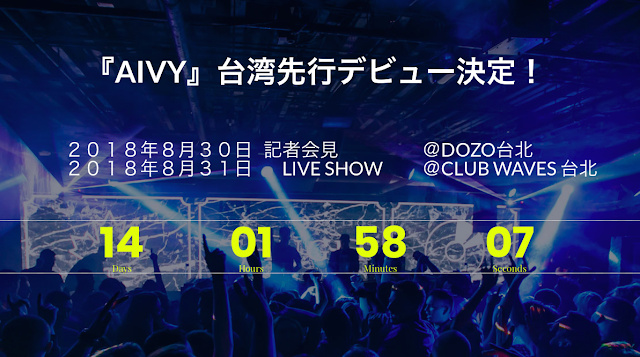 『AIVY』台湾先行デビュー決定！
２０１８年８月３０日 記者会見 @DOZO台北
２０１８年８月３１日 LIVE SHOW @CLUB WAVES 台北
14 01 58 07
Days Hours Minutes Seconds